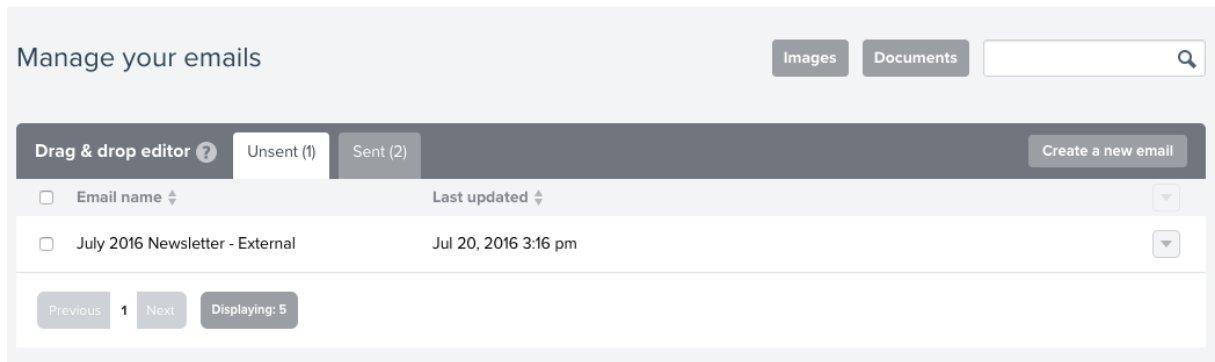 Manage your emails
Images
Documents
Drag & drop editor ?
Unsent (1)
Sent (2)
Create a new email
Email name
Last updated
July 2016 Newsletter - External
Jul 20, 2016 3:16 pm
Previous
1
Next
Displaying: 5